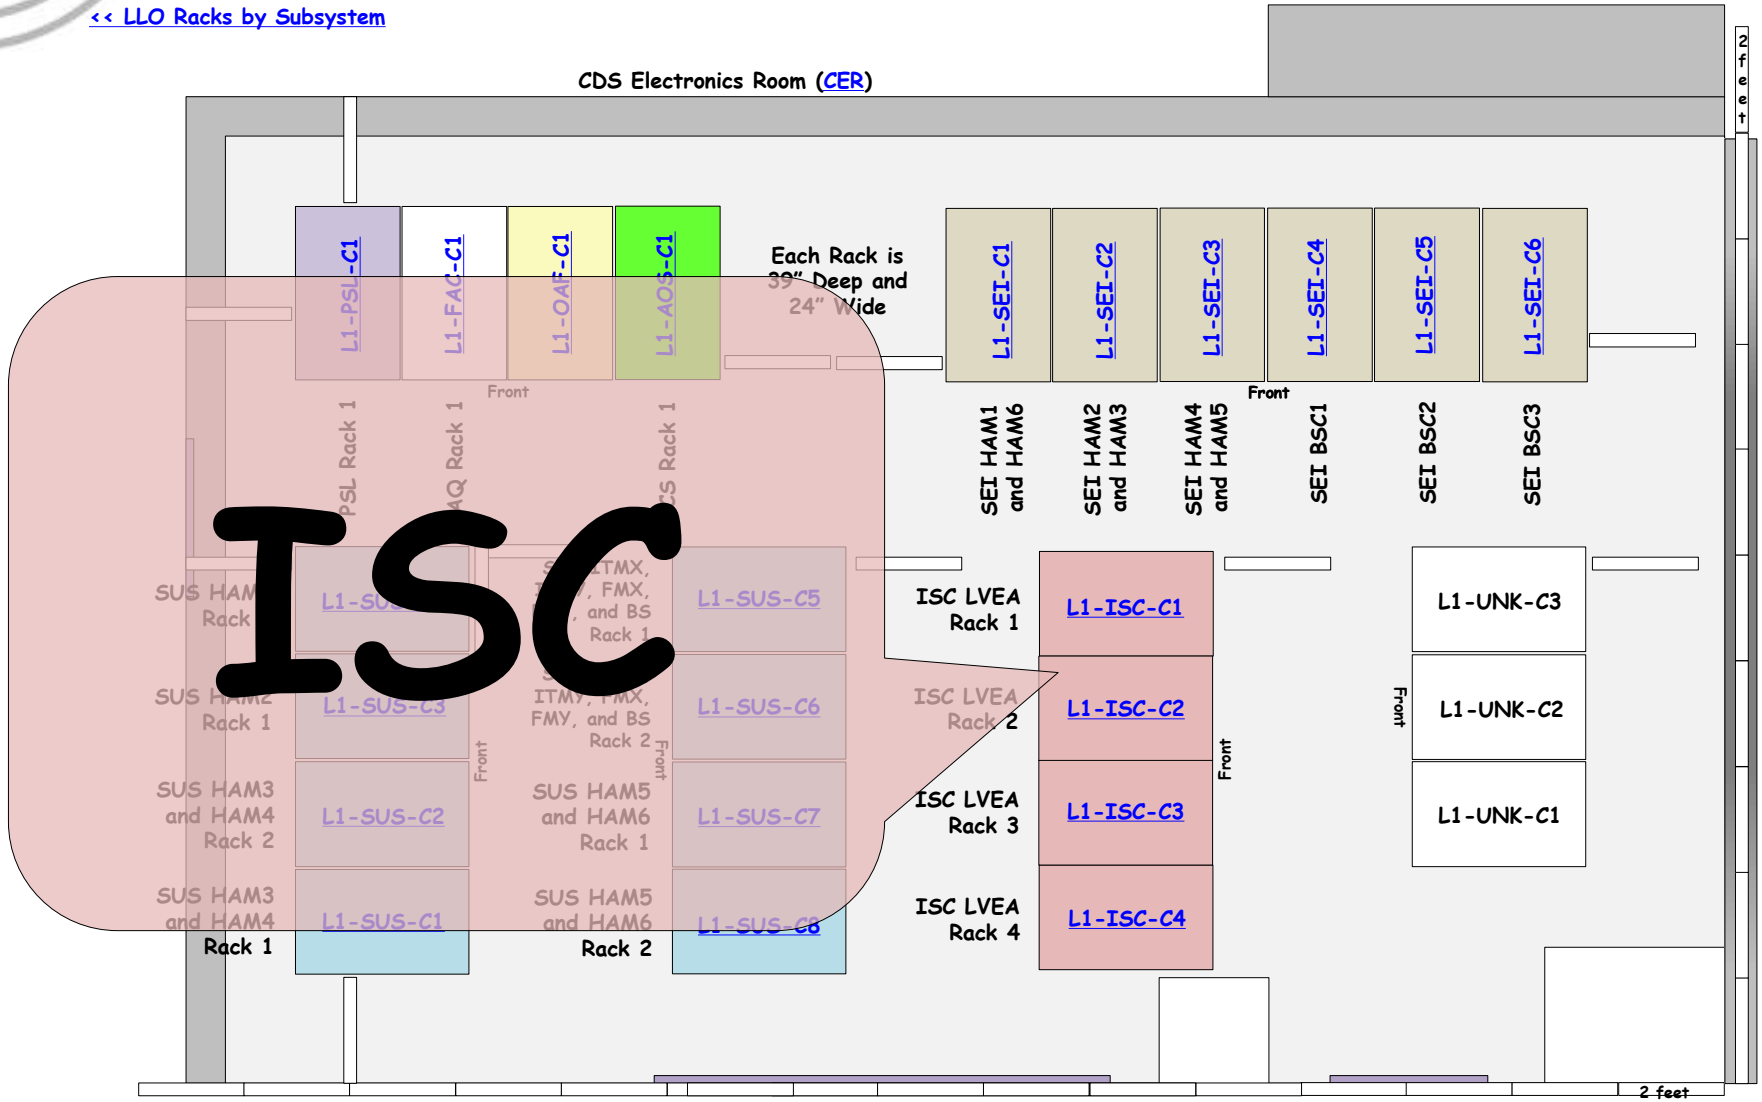 << LLO Racks by Subsystem
CDS Electronics Room (CER)
2 feet
L1-PSL-C1
L1-FAC-C1
L1-OAF-C1
L1-AOS-C1
Each Rack is
39” Deep and
24” Wide
L1-SEI-C1
L1-SEI-C2
L1-SEI-C3
L1-SEI-C4
L1-SEI-C5
L1-SEI-C6
Front
Front
PSL Rack 1
AQ Rack 1
CS Rack 1
SEI HAM1
and HAM6
SEI HAM2
and HAM3
SEI HAM4
and HAM5
SEI BSC1
SEI BSC2
SEI BSC3
ISC
SUS HAM
Rack
L1-SUS
ITMX,
, FMX,
, and BS
Rack 1
L1-SUS-C5
ISC LVEA
Rack 1
L1-ISC-C1
L1-UNK-C3
SUS HAM2
Rack 1
L1-SUS-C3
ITMY, FMX,
FMY, and BS
Rack 2
L1-SUS-C6
ISC LVEA
Rack 2
L1-ISC-C2
L1-UNK-C2
Front
Front
Front
Front
SUS HAM3
and HAM4
Rack 2
L1-SUS-C2
SUS HAM5
and HAM6
Rack 1
L1-SUS-C7
ISC LVEA
Rack 3
L1-ISC-C3
L1-UNK-C1
SUS HAM3
and HAM4
Rack 1
L1-SUS-C1
SUS HAM5
and HAM6
Rack 2
L1-SUS-C8
ISC LVEA
Rack 4
L1-ISC-C4
2 feet